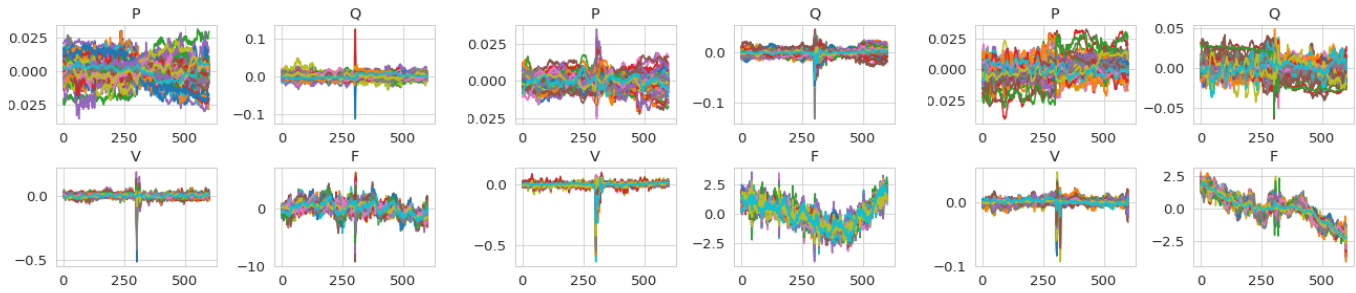 P Q P Q P Q
0.025 0.1 0.025 0.0 0.025 0.05
0.000 0.0 0.000 −0.1 0.000 0.00
0.025 −0.1 0.025 0.025 −0.05
0 250 500 0 250 500 0 250 500 0 250 500 0 250 500 0 250 500
V F V F V F
0.0 0 0.0 2.5 0.0 2.5
−0.5 −10 −0.5 0.0 −0.1 0.0
−2.5 −2.5
0 250 500 0 250 500 0 250 500 0 250 500 0 250 500 0 250 500